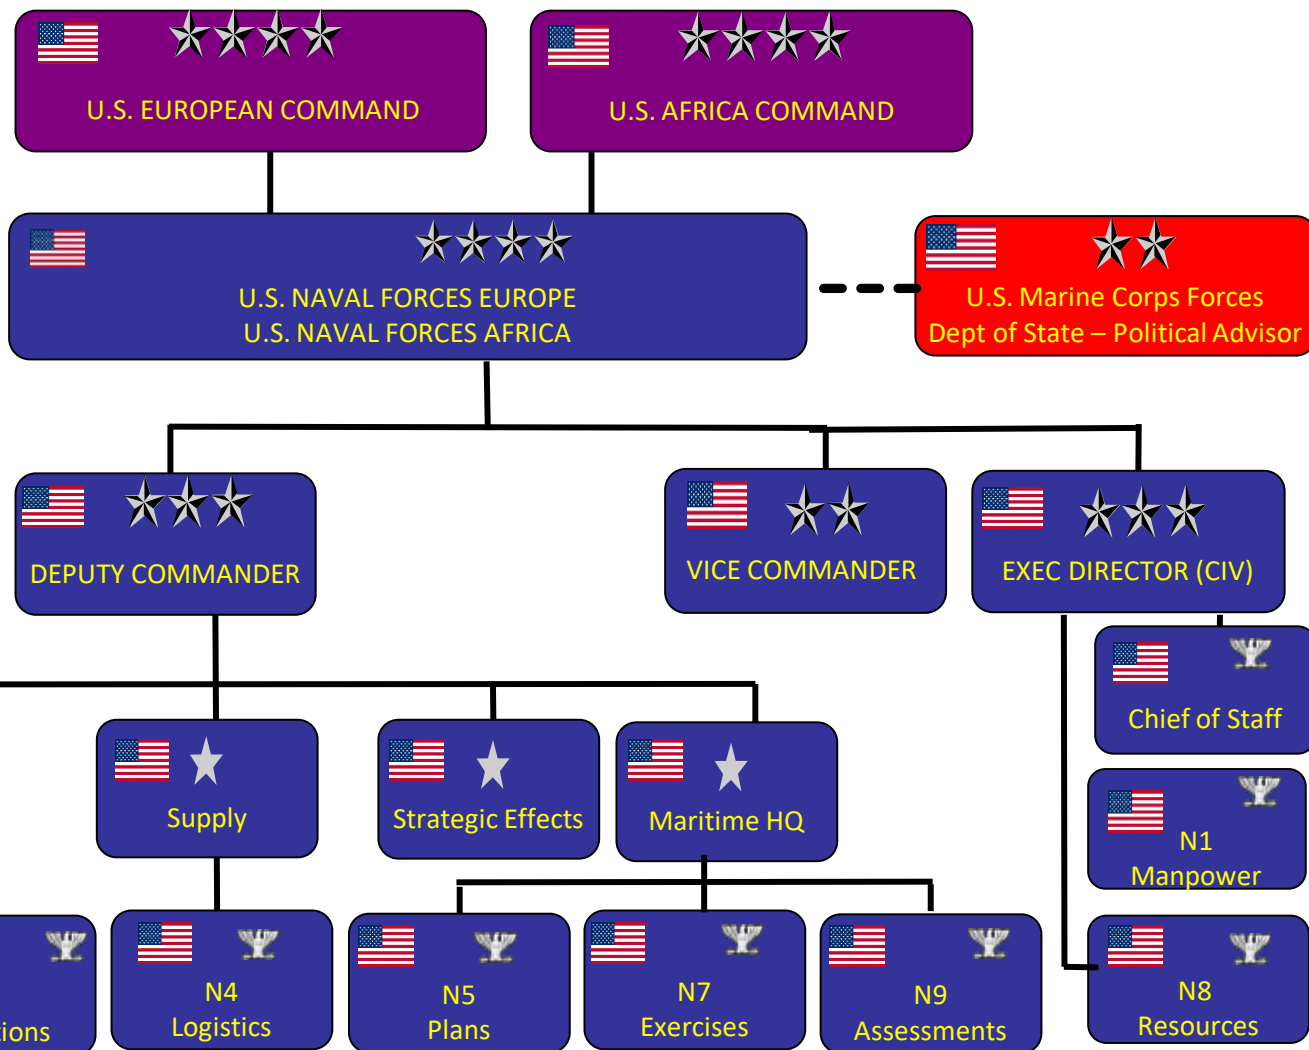 U.S. EUROPEAN COMMAND
U.S. AFRICA COMMAND
U.S. NAVAL FORCES EUROPE
U.S. NAVAL FORCES AFRICA
U.S. Marine Corps Forces
Dept of State – Political Advisor
DEPUTY COMMANDER
VICE COMMANDER
EXEC DIRECTOR (CIV)
Chief of Staff
Supply
Strategic Effects
Maritime HQ
N1
Manpower
tions
N4
Logistics
N5
Plans
N7
Exercises
N9
Assessments
N8
Resources